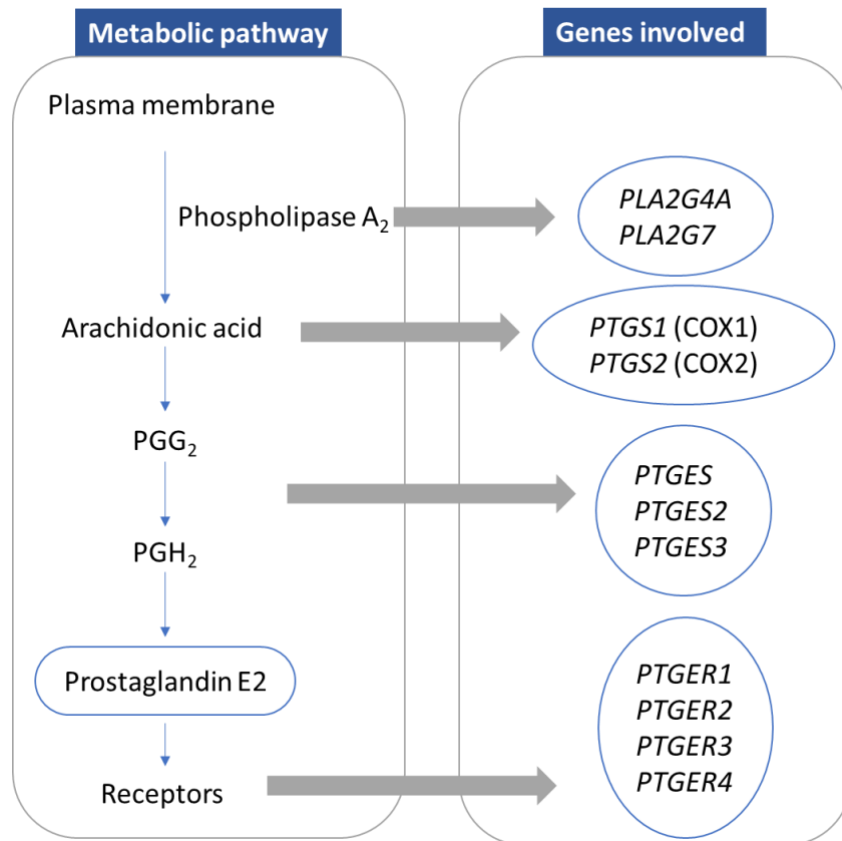 Metabolic pathway
Genes involved
Plasma membrane
Phospholipase A₂
PLA2G4A
PLA2G7
Arachidonic acid
PTGS1 (COX1)
PTGS2 (COX2)
PGG₂
PTGES
PTGES2
PTGES3
PGH₂
Prostaglandin E2
PTGER1
PTGER2
PTGER3
PTGER4
Receptors